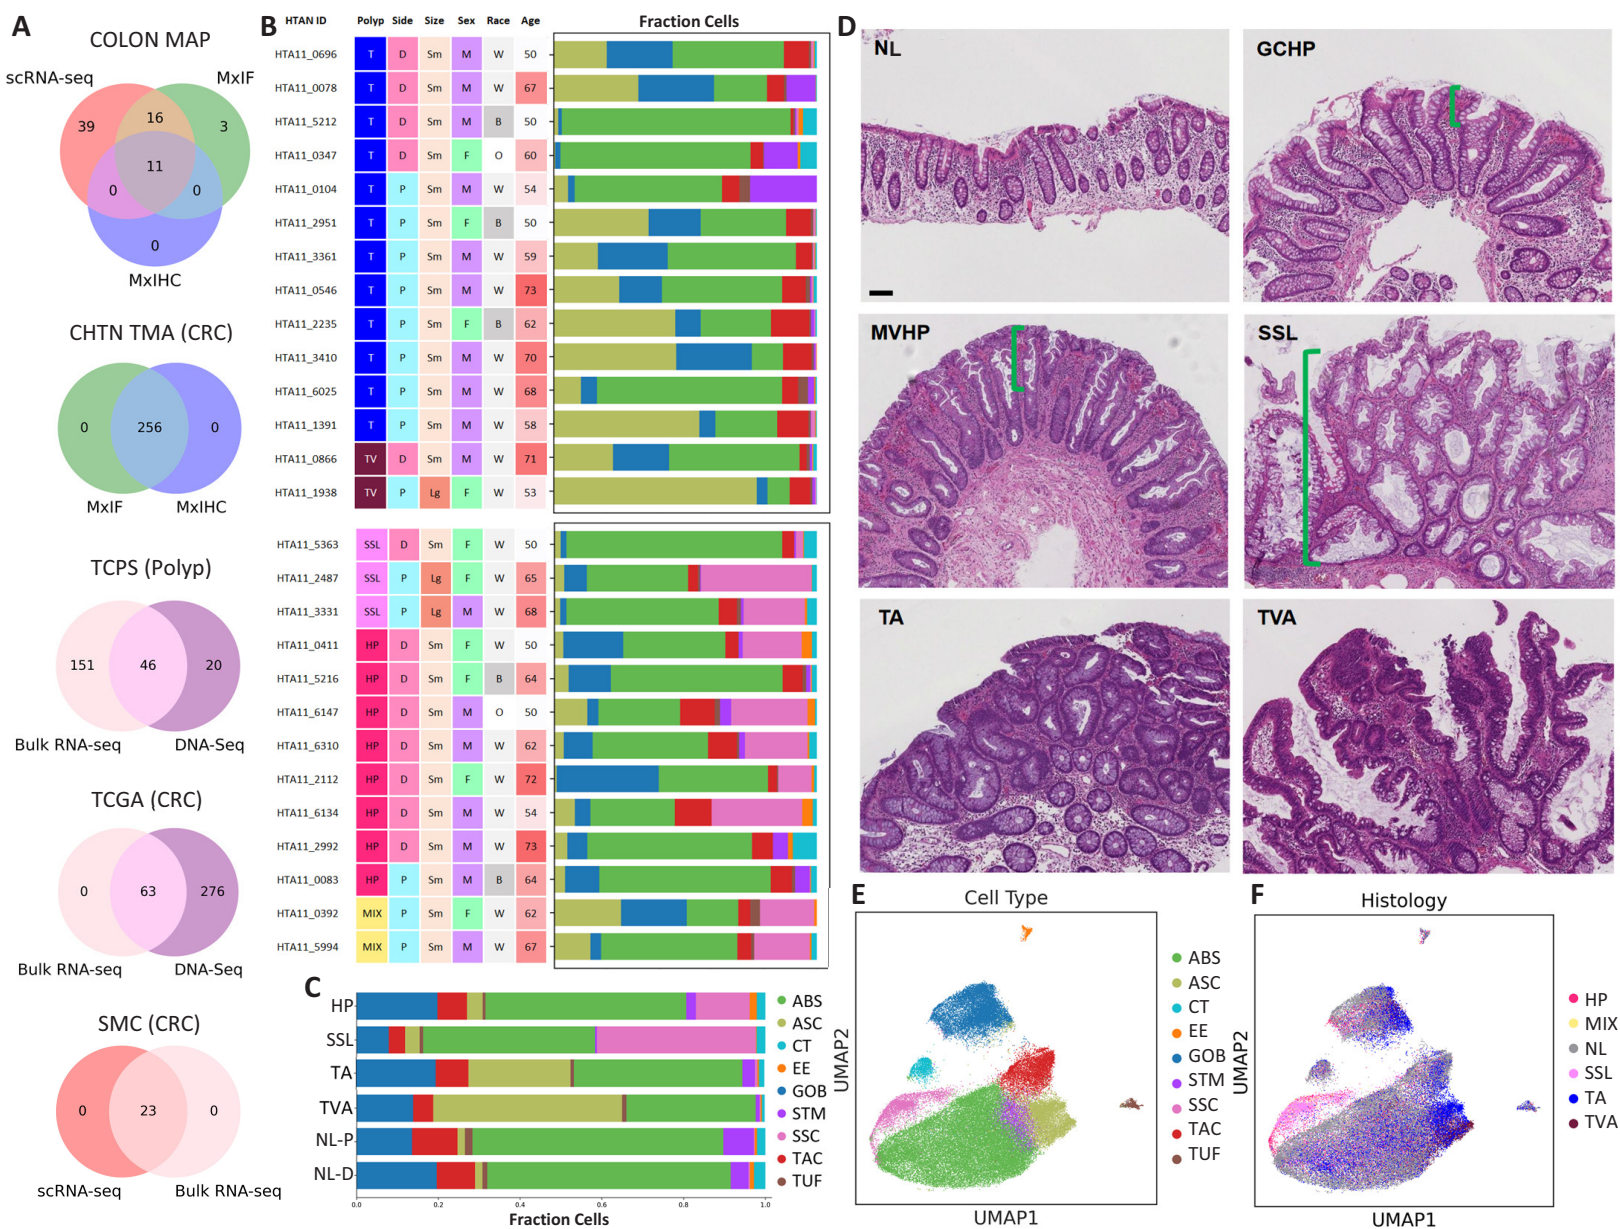 A
COLON MAP
scRNA-seq
MxIF
39
16
3
11
0
0
0
MxIHC
CHTN TMA (CRC)
0
256
0
MxIF
MxIHC
TCPS (Polyp)
151
46
20
Bulk RNA-seq
DNA-Seq
TCGA (CRC)
0
63
276
Bulk RNA-seq
DNA-Seq
SMC (CRC)
0
23
0
scRNA-seq
Bulk RNA-seq
B
HTAN ID Polyp Side Size Sex Race Age Fraction Cells
HTA11_0696 T D Sm M W 50
HTA11_0078 T D Sm M W 67
HTA11_5212 T D Sm M B 50
HTA11_0347 T D Sm F O 60
HTA11_0104 T P Sm M W 54
HTA11_2951 T P Sm F B 50
HTA11_3361 T P Sm M W 59
HTA11_0546 T P Sm M W 73
HTA11_2235 T P Sm F B 62
HTA11_3410 T P Sm M W 70
HTA11_6025 T P Sm M W 68
HTA11_1391 T P Sm M W 58
HTA11_0866 TV D Sm M W 71
HTA11_1938 TV P Lg F W 53
HTA11_5363 SSL D Sm F W 50
HTA11_2487 SSL P Lg F W 65
HTA11_3331 SSL P Lg M W 68
HTA11_0411 HP D Sm F W 50
HTA11_5216 HP D Sm F B 64
HTA11_6147 HP D Sm M O 50
HTA11_6310 HP D Sm M W 62
HTA11_2112 HP D Sm F W 72
HTA11_6134 HP D Sm M W 54
HTA11_2992 HP D Sm M W 73
HTA11_0083 HP P Sm M B 64
HTA11_0392 MIX P Sm F W 62
HTA11_5994 MIX P Sm M W 67
C
HP
SSL
TA
TVA
NL-P
NL-D
0.0 0.2 0.4 0.6 0.8 1.0
Fraction Cells
ABS
ASC
CT
EE
GOB
STM
SSC
TAC
TUF
D
NL
GCHP
MVHP
SSL
TA
TVA
E
Cell Type
UMAP2
UMAP1
ABS
ASC
CT
EE
GOB
STM
SSC
TAC
TUF
F
Histology
UMAP2
UMAP1
HP
MIX
NL
SSL
TA
TVA